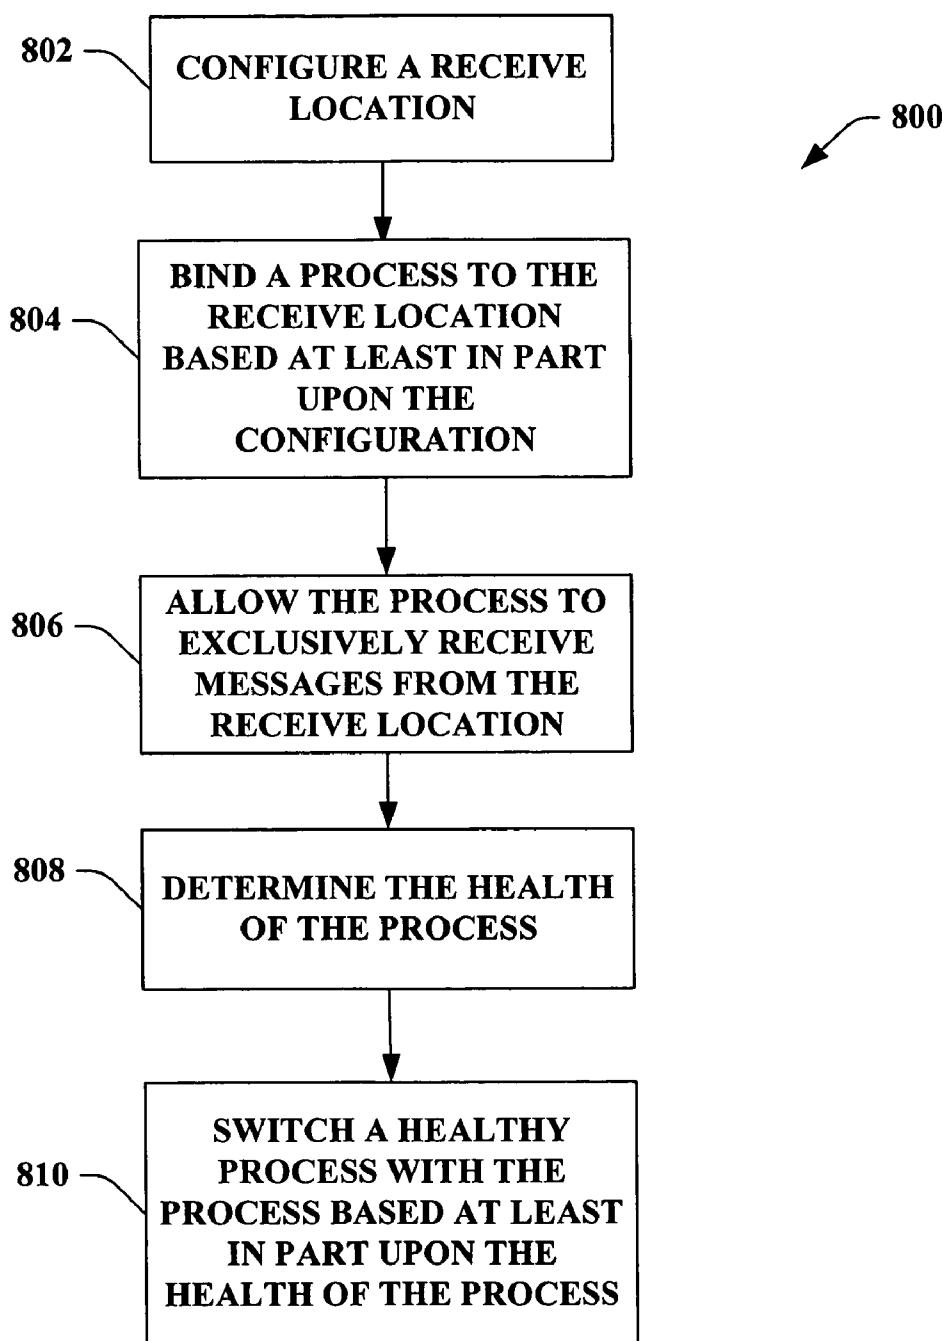 802
CONFIGURE A RECEIVE
LOCATION
800
BIND A PROCESS TO THE
RECEIVE LOCATION
BASED AT LEAST IN PART
UPON THE
CONFIGURATION
804
ALLOW THE PROCESS TO
EXCLUSIVELY RECEIVE
MESSAGES FROM THE
RECEIVE LOCATION
806
DETERMINE THE HEALTH
OF THE PROCESS
808
SWITCH A HEALTHY
PROCESS WITH THE
PROCESS BASED AT LEAST
IN PART UPON THE
HEALTH OF THE PROCESS
810